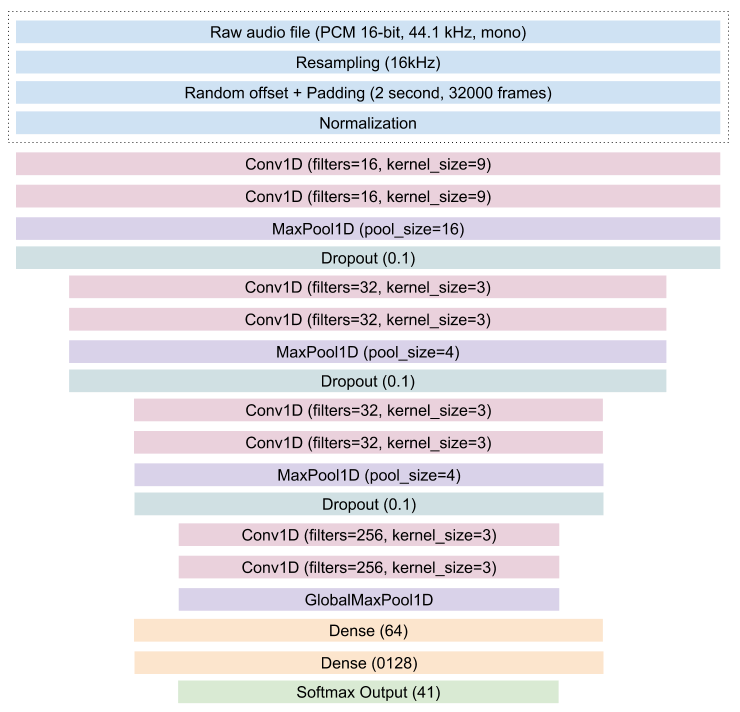 Raw audio file (PCM 16-bit, 44.1 kHz, mono)
Resampling (16kHz)
Random offset + Padding (2 second, 32000 frames)
Normalization
Conv1D (filters=16, kernel_size=9)
Conv1D (filters=16, kernel_size=9)
MaxPool1D (pool_size=16)
Dropout (0.1)
Conv1D (filters=32, kernel_size=3)
Conv1D (filters=32, kernel_size=3)
MaxPool1D (pool_size=4)
Dropout (0.1)
Conv1D (filters=32, kernel_size=3)
Conv1D (filters=32, kernel_size=3)
MaxPool1D (pool_size=4)
Dropout (0.1)
Conv1D (filters=256, kernel_size=3)
Conv1D (filters=256, kernel_size=3)
GlobalMaxPool1D
Dense (64)
Dense (0128)
Softmax Output (41)